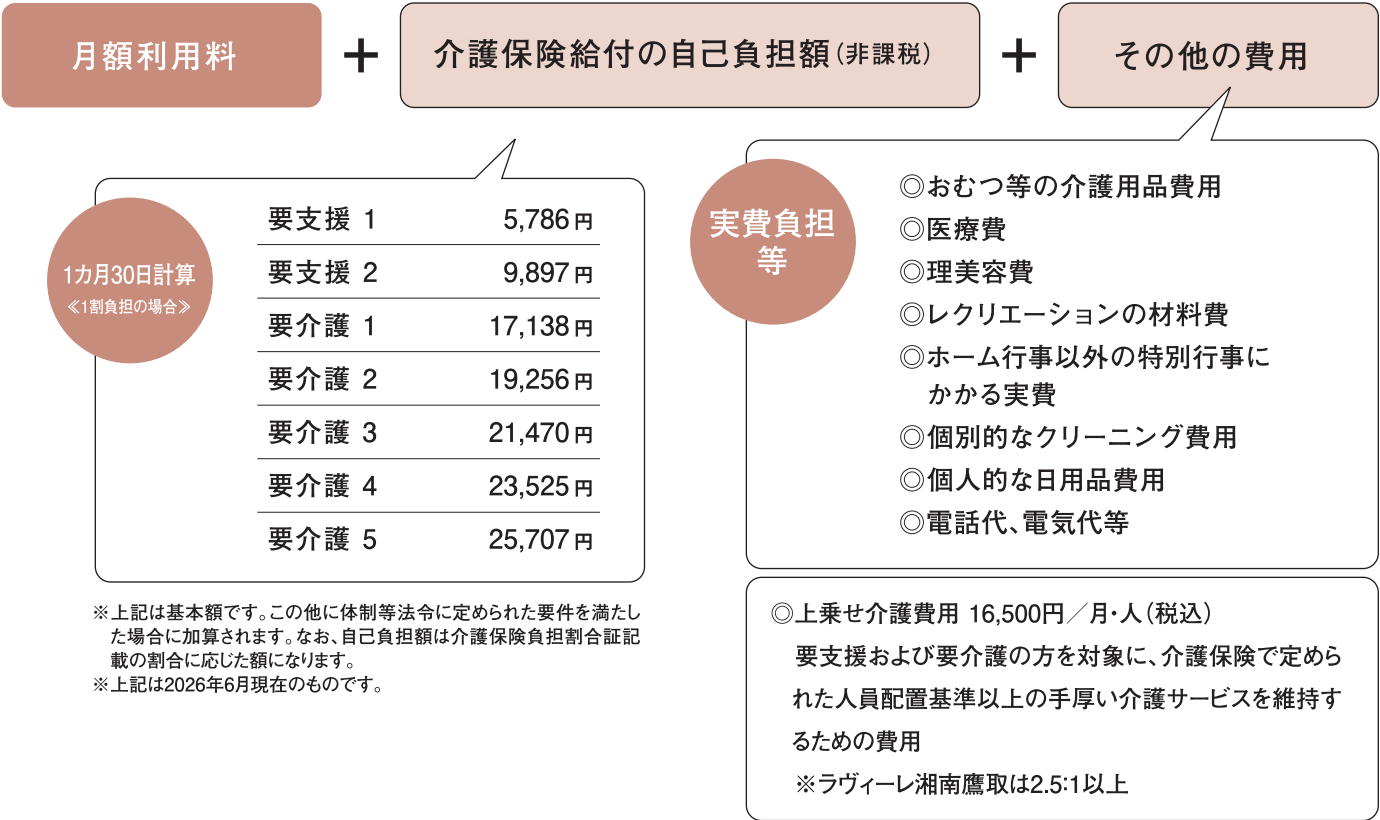 月額利用料 + 介護保険給付の自己負担額(非課税) + その他の費用
1カ月30日計算
≪1割負担の場合≫
要支援 1 5,786円
要支援 2 9,897円
要介護 1 17,138円
要介護 2 19,256円
要介護 3 21,470円
要介護 4 23,525円
要介護 5 25,707円
※上記は基本額です。この他に体制等法令に定められた要件を満たし
た場合に加算されます。なお、自己負担額は介護保険負担割合証記
載の割合に応じた額になります。
※上記は2026年6月現在のものです。
実費負担
等
◎おむつ等の介護用品費用
◎医療費
◎理美容費
◎レクリエーションの材料費
◎ホーム行事以外の特別行事に
かかる実費
◎個別的なクリーニング費用
◎個人的な日用品費用
◎電話代、電気代等
◎上乗せ介護費用 16,500円／月・人(税込)
要支援および要介護の方を対象に、介護保険で定めら
れた人員配置基準以上の手厚い介護サービスを維持す
るための費用
※ラヴィーレ湘南鷹取は2.5:1以上